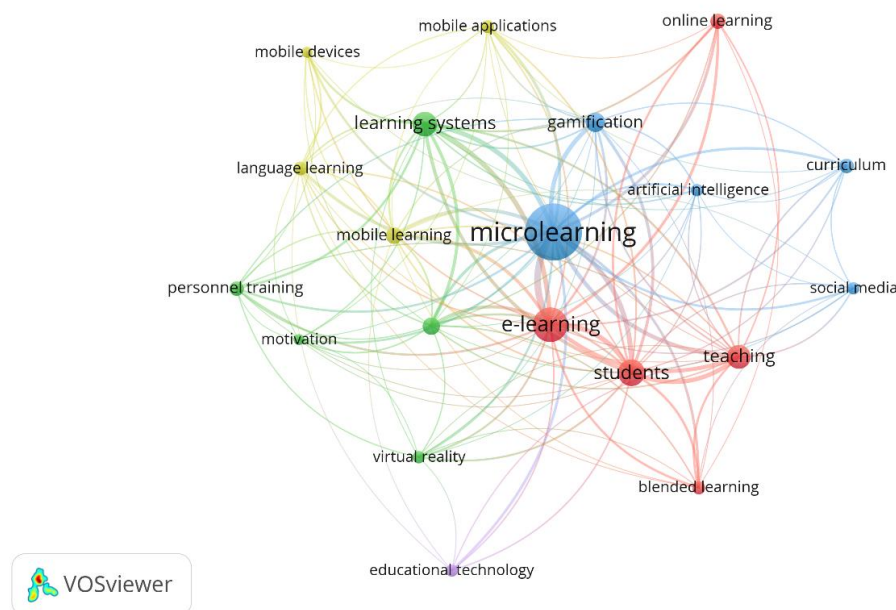 online learning
mobile applications
mobile devices
learning systems
gamification
language learning
curriculum
artificial intelligence
mobile learning
microlearning
personnel training
social media
e-learning
motivation
teaching
students
virtual reality
blended learning
educational technology
VOSviewer